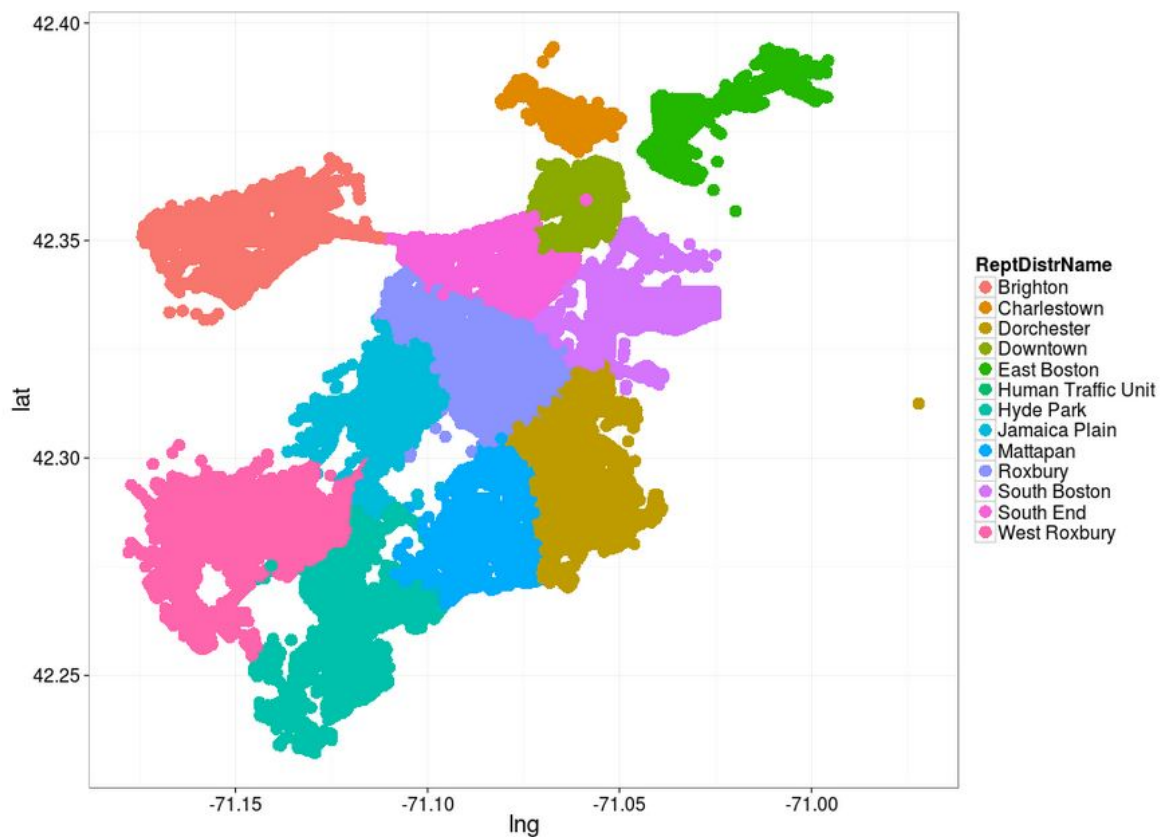 42.40
42.35
42.30
42.25
lat
-71.15
-71.10
-71.05
-71.00
lng
ReptDistrName
Brighton
Charlestown
Dorchester
Downtown
East Boston
Human Traffic Unit
Hyde Park
Jamaica Plain
Mattapan
Roxbury
South Boston
South End
West Roxbury